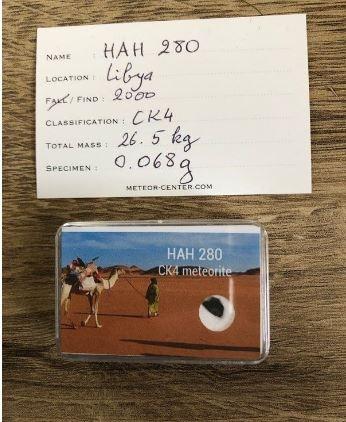 NAME : HAH 280
LOCATION : Libya
FALL / FIND : 2000
CLASSIFICATION : CK4
TOTAL MASS : 26.5 kg
SPECIMEN : 0.068g
METEOR-CENTER.COM
HAH 280
CK4 meteorite